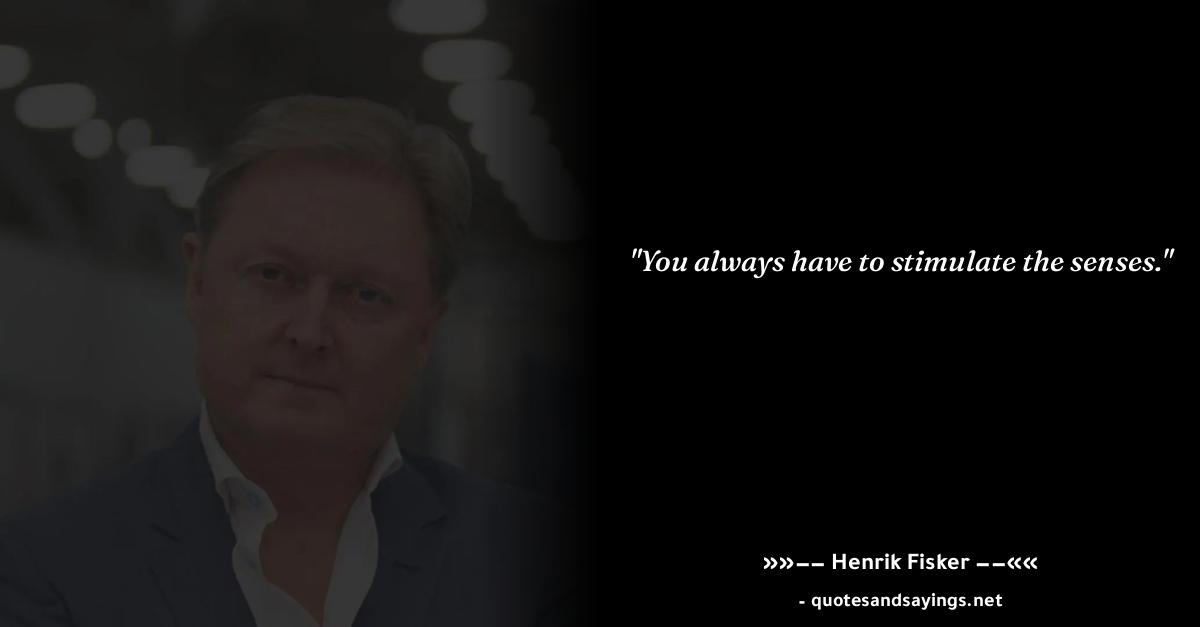 "You always have to stimulate the senses."
»»−− Henrik Fisker −−««
- quotesandsayings.net